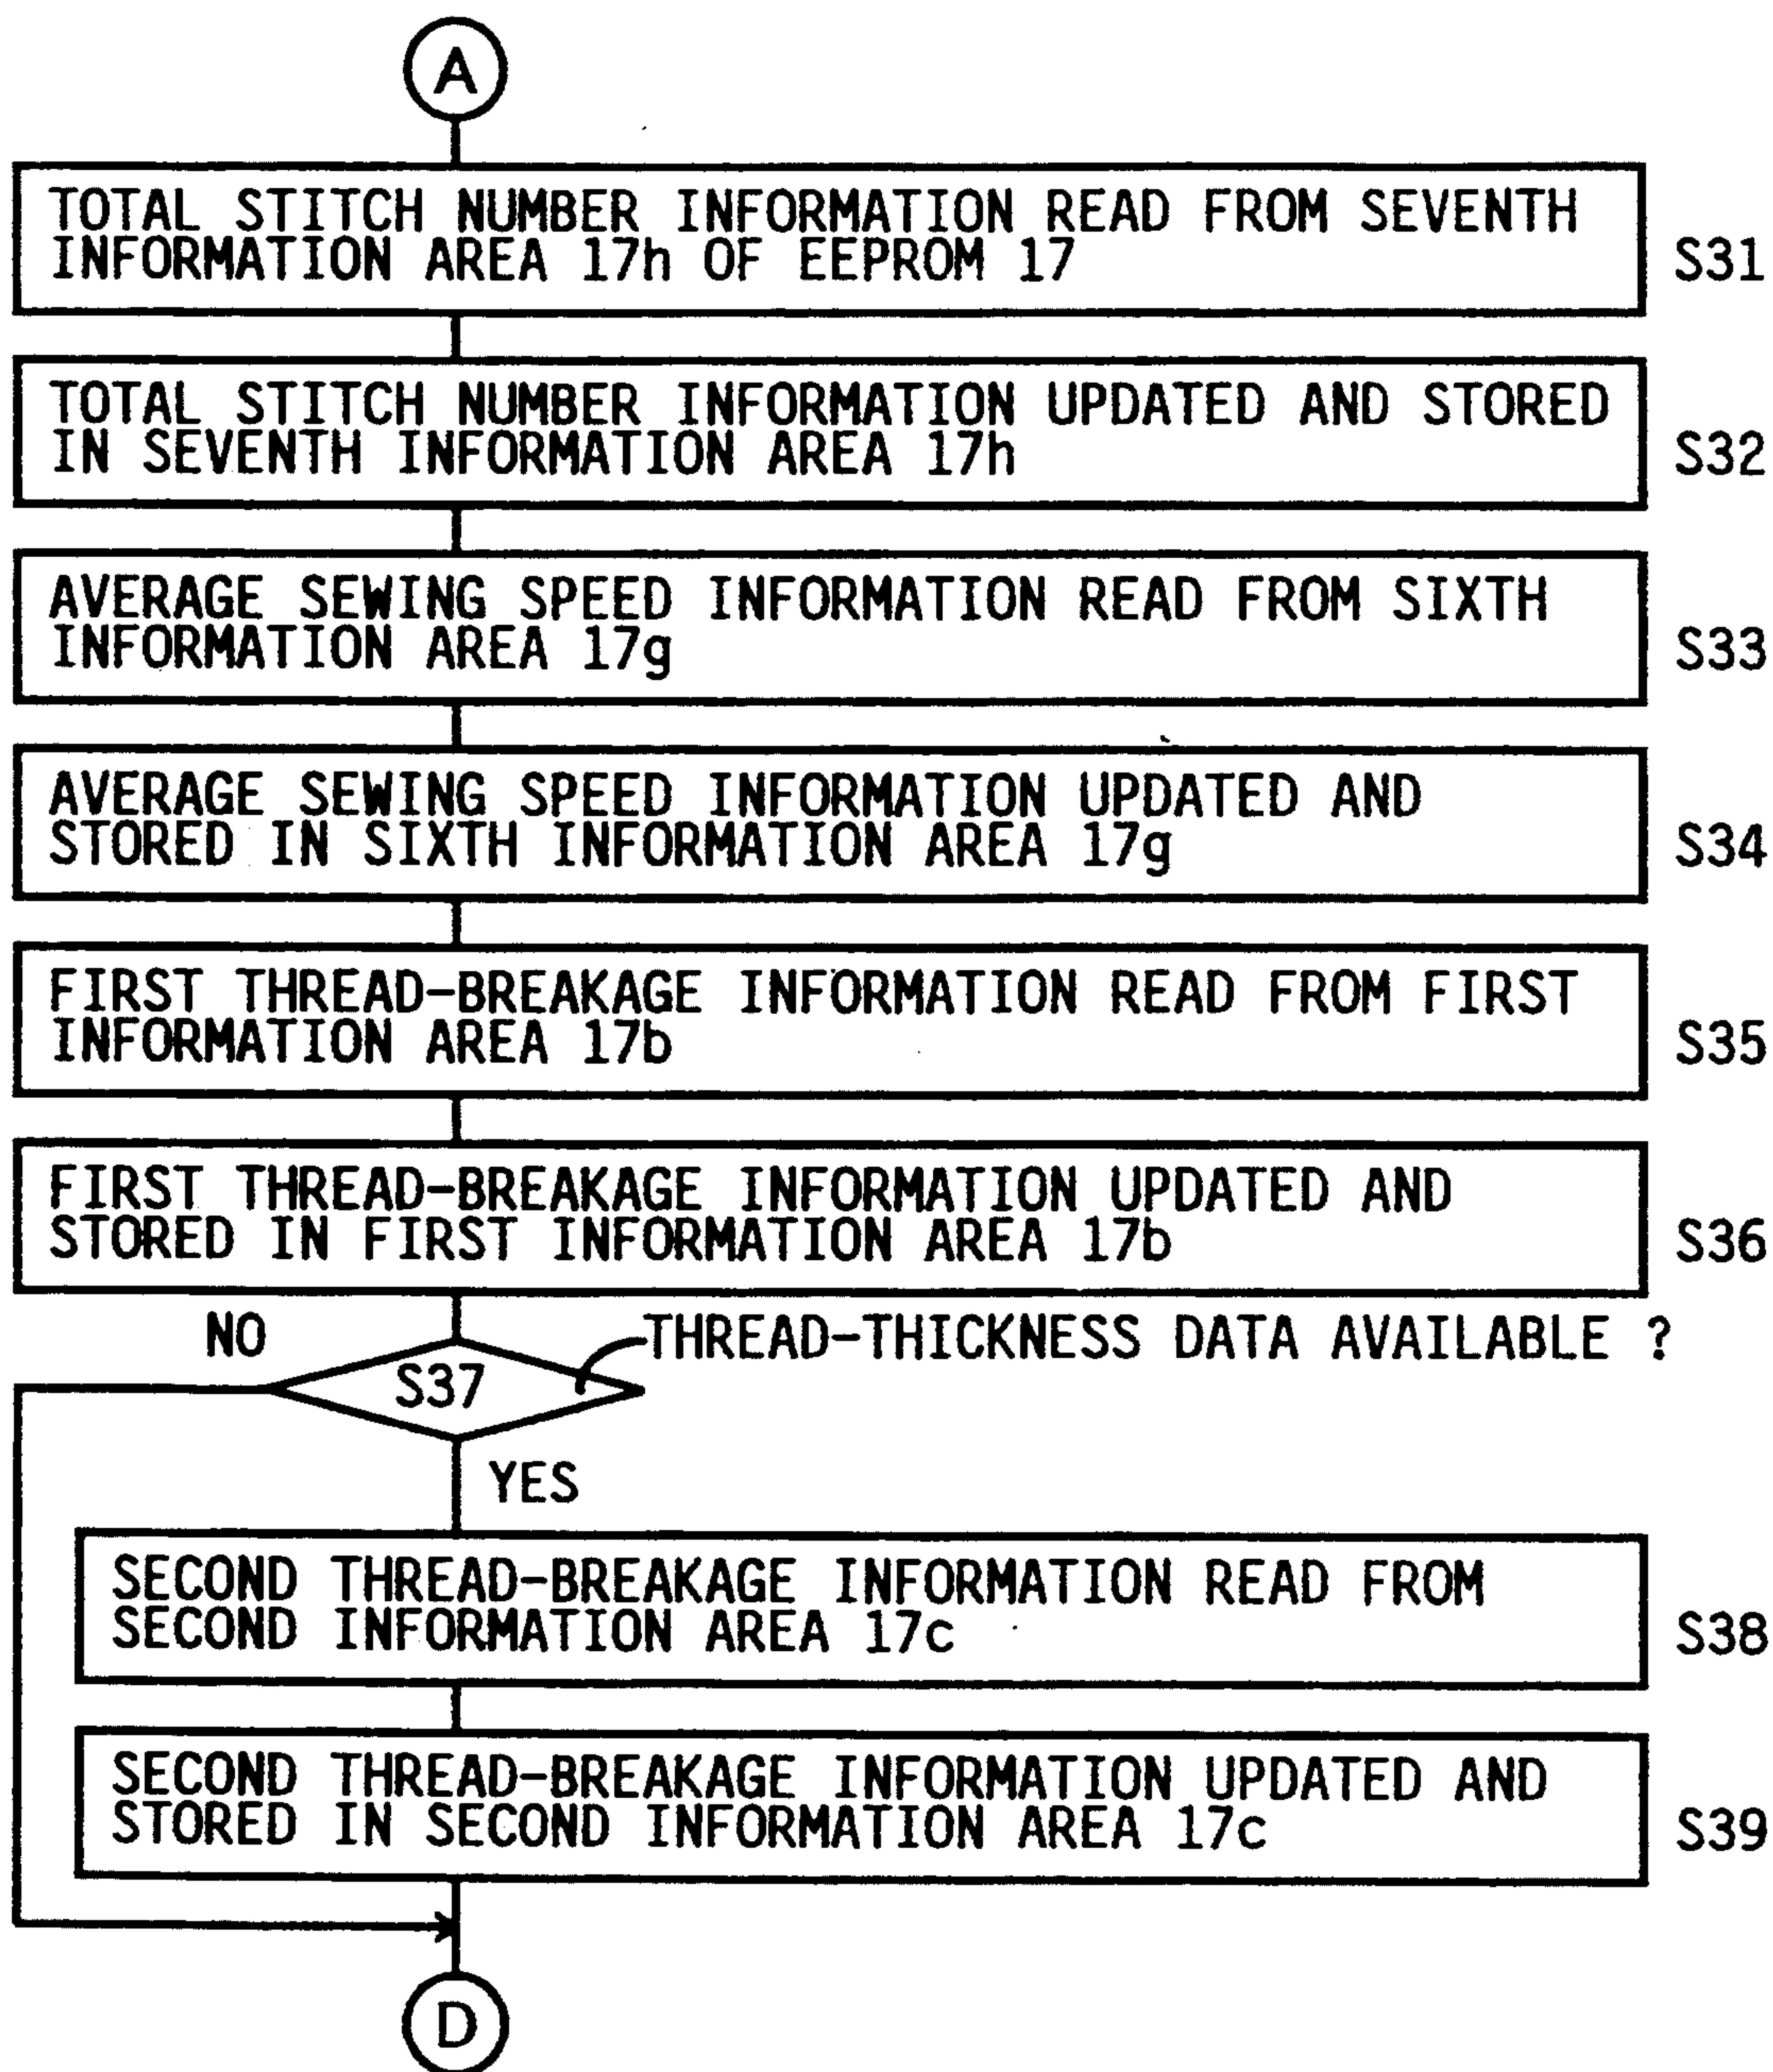 A
TOTAL STITCH NUMBER INFORMATION READ FROM SEVENTH
INFORMATION AREA 17h OF EEPROM 17
S31
TOTAL STITCH NUMBER INFORMATION UPDATED AND STORED
IN SEVENTH INFORMATION AREA 17h
S32
AVERAGE SEWING SPEED INFORMATION READ FROM SIXTH
INFORMATION AREA 17g
S33
AVERAGE SEWING SPEED INFORMATION UPDATED AND
STORED IN SIXTH INFORMATION AREA 17g
S34
FIRST THREAD-BREAKAGE INFORMATION READ FROM FIRST
INFORMATION AREA 17b
S35
FIRST THREAD-BREAKAGE INFORMATION UPDATED AND
STORED IN FIRST INFORMATION AREA 17b
S36
NO
THREAD-THICKNESS DATA AVAILABLE ?
S37
YES
SECOND THREAD-BREAKAGE INFORMATION READ FROM
SECOND INFORMATION AREA 17c
S38
SECOND THREAD-BREAKAGE INFORMATION UPDATED AND
STORED IN SECOND INFORMATION AREA 17c
S39
D